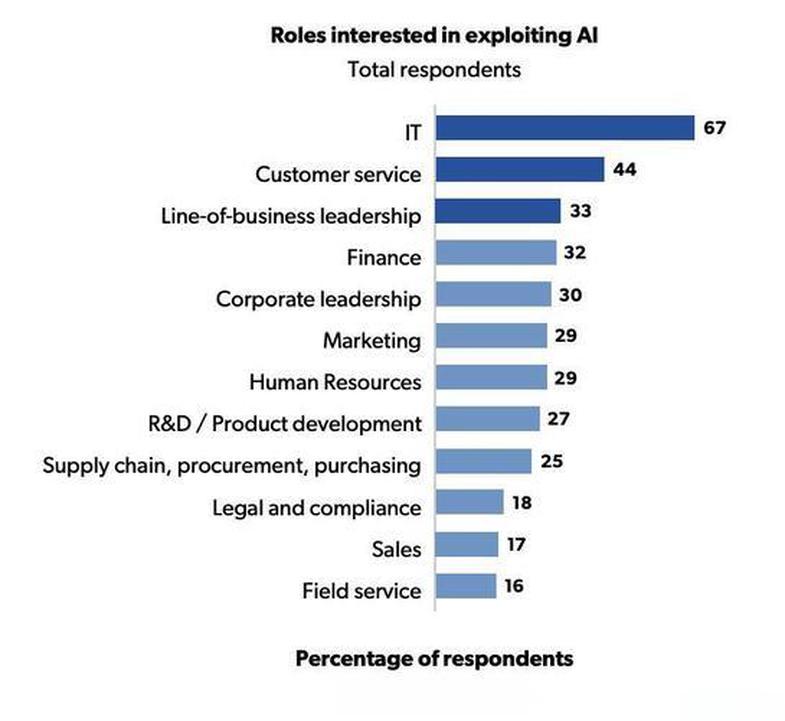 Roles interested in exploiting AI
Total respondents
IT 67
Customer service 44
Line-of-business leadership 33
Finance 32
Corporate leadership 30
Marketing 29
Human Resources 29
R&D / Product development 27
Supply chain, procurement, purchasing 25
Legal and compliance 18
Sales 17
Field service 16
Percentage of respondents